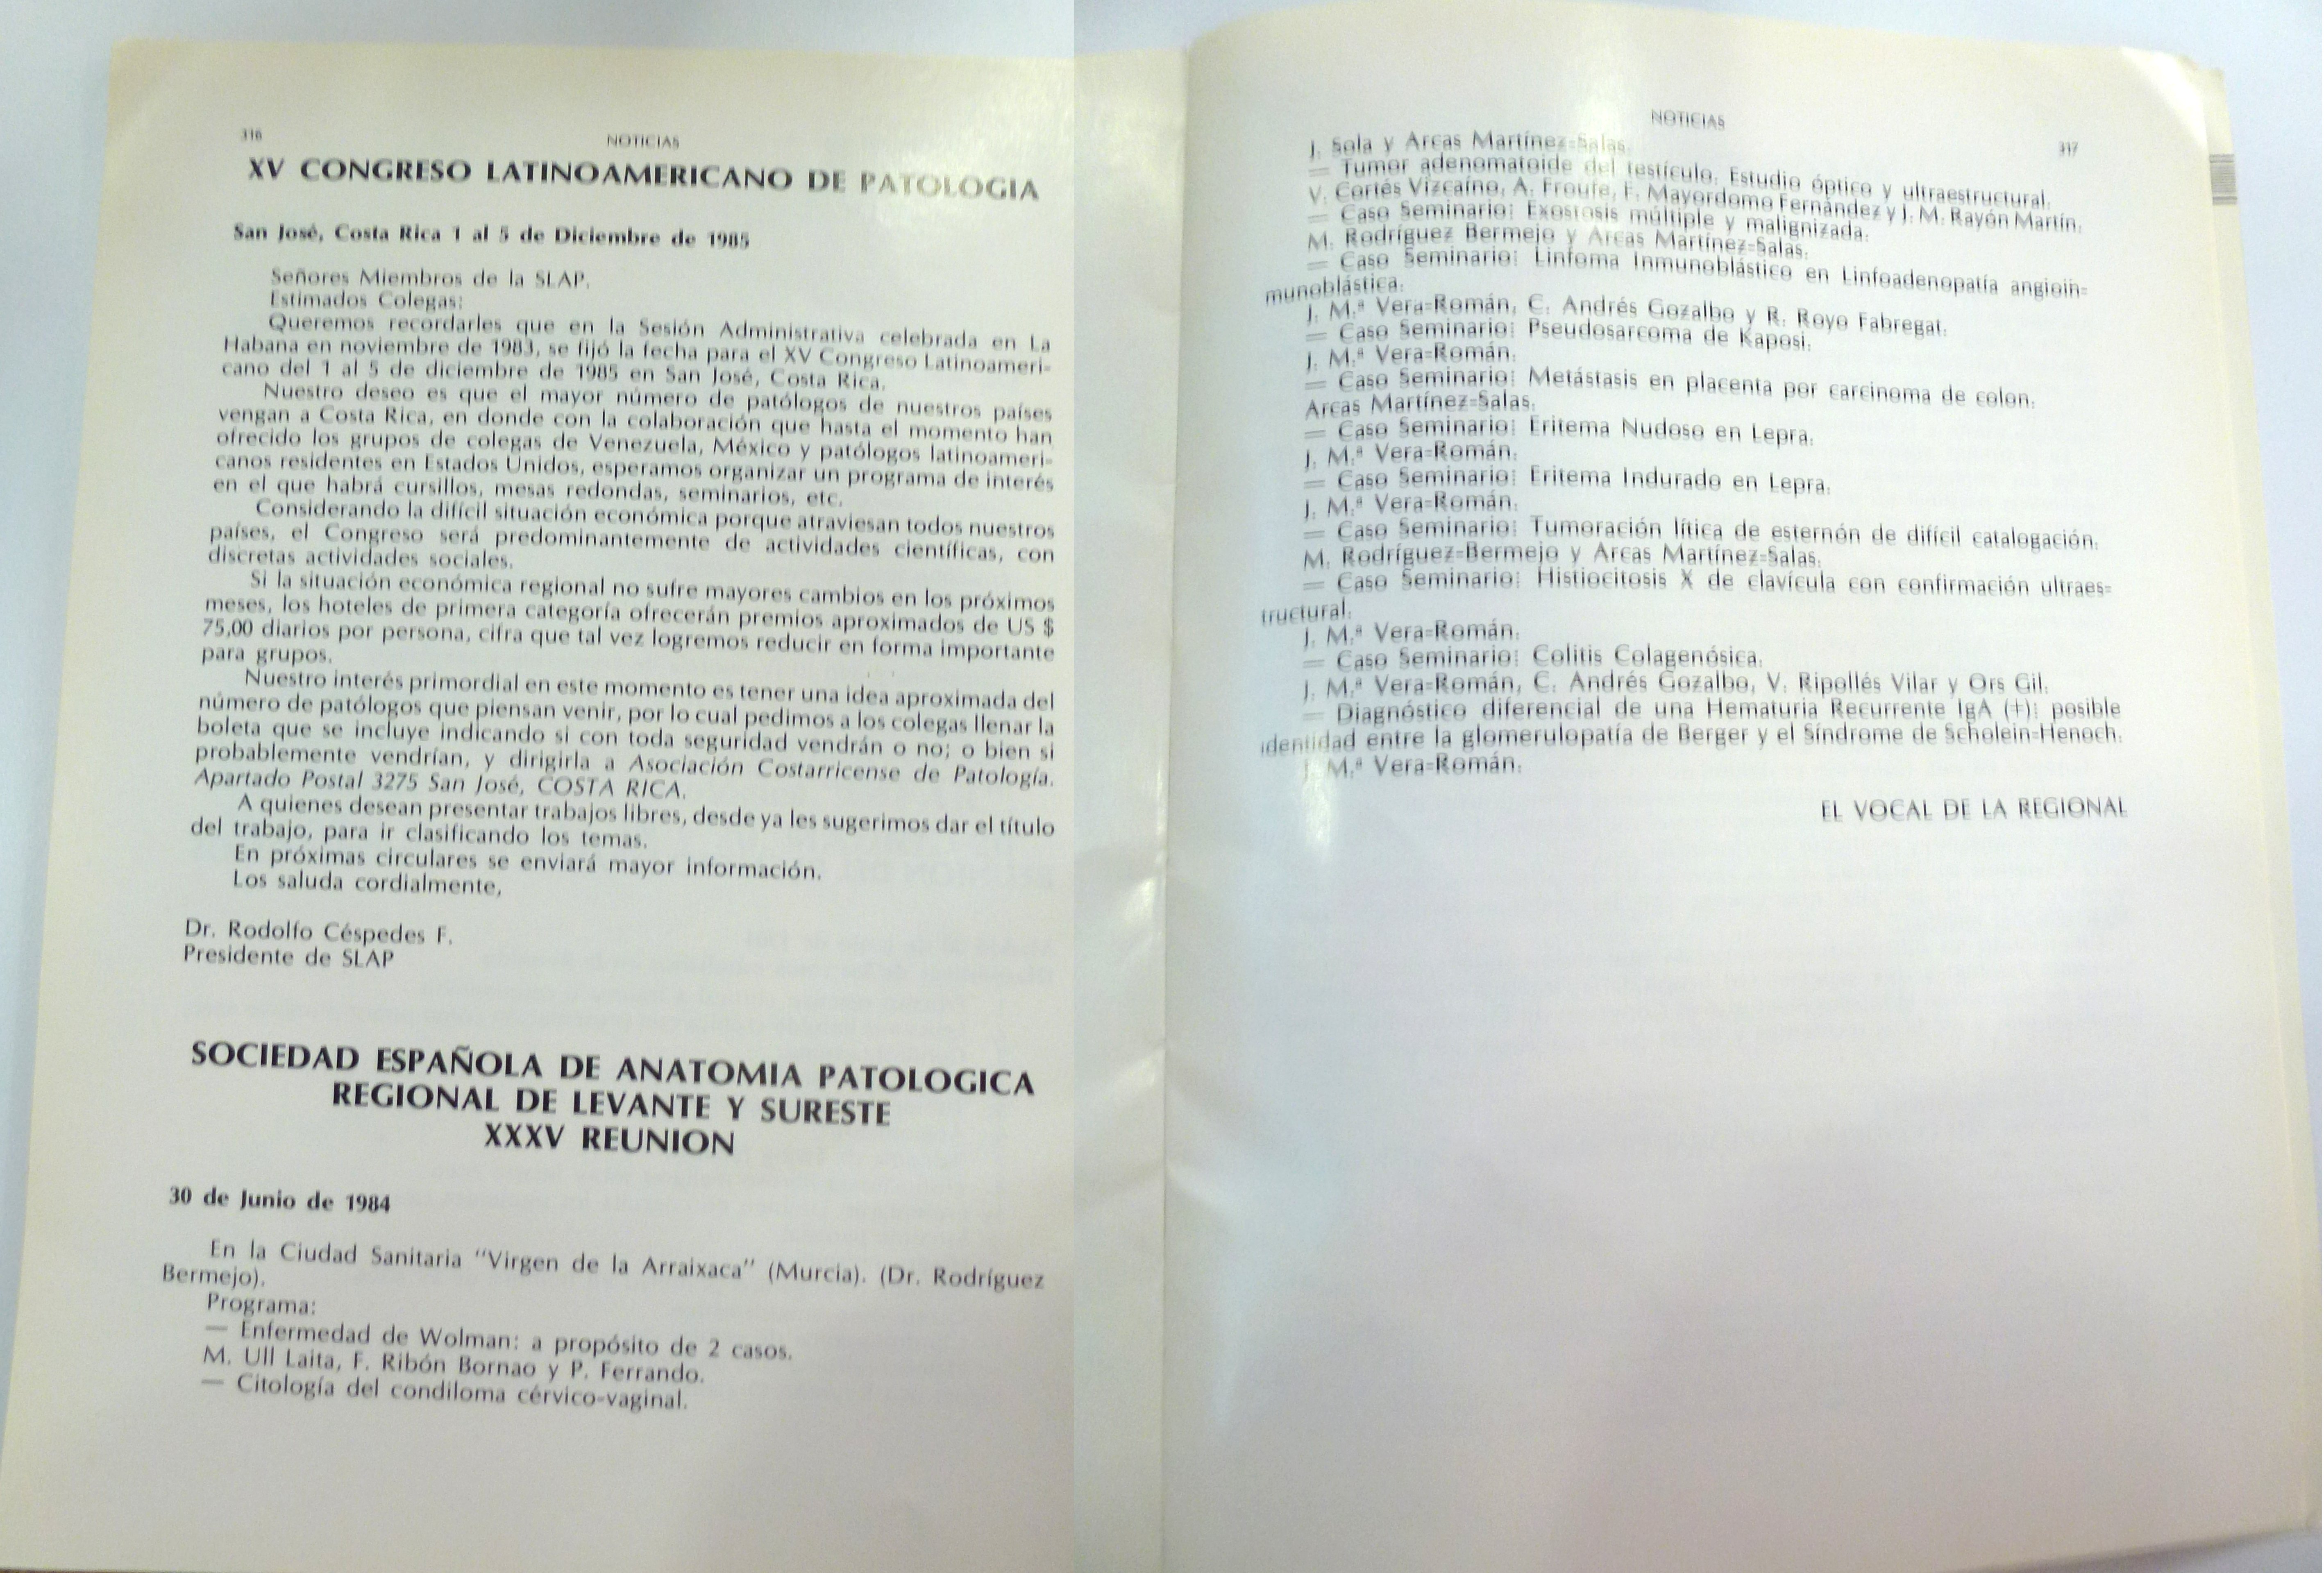 316
NOTICIAS
XV CONGRESO LATINOAMERICANO DE PATOLOGIA
San José, Costa Rica 1 al 5 de Diciembre de 1985
Señores Miembros de la SLAP.
Estimados Colegas:
Queremos recordarles que en la Sesión Administrativa celebrada en La
Habana en noviembre de 1983, se fijó la fecha para el XV Congreso Latinoameri-
cano del 1 al 5 de diciembre de 1985 en San José, Costa Rica.
Nuestro deseo es que el mayor número de patólogos de nuestros países
vengan a Costa Rica, en donde con la colaboración que hasta el momento han
ofrecido los grupos de colegas de Venezuela, México y patólogos latinoameri-
canos residentes en Estados Unidos, esperamos organizar un programa de interés
en el que habrá cursillos, mesas redondas, seminarios, etc.
Considerando la difícil situación económica porque atraviesan todos nuestros
países, el Congreso será predominantemente de actividades científicas, con
discretas actividades sociales.
Si la situación económica regional no sufre mayores cambios en los próximos
meses, los hoteles de primera categoría ofrecerán premios aproximados de US $
75,00 diarios por persona, cifra que tal vez logremos reducir en forma importante
para grupos.
Nuestro interés primordial en este momento es tener una idea aproximada del
número de patólogos que piensan venir, por lo cual pedimos a los colegas llenar la
boleta que se incluye indicando si con toda seguridad vendrán o no; o bien si
probablemente vendrían, y dirigirla a Asociación Costarricense de Patología.
Apartado Postal 3275 San José, COSTA RICA.
A quienes desean presentar trabajos libres, desde ya les sugerimos dar el título
del trabajo, para ir clasificando los temas.
En próximas circulares se enviará mayor información.
Los saluda cordialmente,
Dr. Rodolfo Céspedes F.
Presidente de SLAP
SOCIEDAD ESPAÑOLA DE ANATOMIA PATOLOGICA
REGIONAL DE LEVANTE Y SURESTE
XXXV REUNION
30 de Junio de 1984
En la Ciudad Sanitaria "Virgen de la Arraixaca" (Murcia). (Dr. Rodríguez
Bermejo).
Programa:
— Enfermedad de Wolman: a propósito de 2 casos.
M. Ull Laita, F. Ribón Bornao y P. Ferrando.
— Citología del condiloma cérvico-vaginal.
NOTICIAS
317
J. Sola y Arcas Martínez-Salas.
— Tumor adenomatoide del testículo. Estudio óptico y ultraestructural.
V. Cortés Vizcaíno, A. Froufe, F. Mayordomo Fernández y J. M. Rayón Martín.
— Caso Seminario: Exostosis múltiple y malignizada.
M. Rodríguez Bermejo y Arcas Martínez-Salas.
— Caso Seminario: Linfoma Inmunoblástico en Linfoadenopatía angioin-
munoblástica.
J. M.ª Vera-Román, C. Andrés Gozalbo y R. Royo Fabregat.
— Caso Seminario: Pseudosarcoma de Kaposi.
J. M.ª Vera-Román.
— Caso Seminario: Metástasis en placenta por carcinoma de colon.
Arcas Martínez-Salas.
— Caso Seminario: Eritema Nudoso en Lepra.
J. M.ª Vera-Román.
— Caso Seminario: Eritema Indurado en Lepra.
J. M.ª Vera-Román.
— Caso Seminario: Tumoración lítica de esternón de difícil catalogación.
M. Rodríguez-Bermejo y Arcas Martínez-Salas.
— Caso Seminario: Histiocitosis X de clavícula con confirmación ultraes-
tructural.
J. M.ª Vera-Román.
— Caso Seminario: Colitis Colagenósica.
J. M.ª Vera-Román, C. Andrés Gozalbo, V. Ripollés Vilar y Ors Gil.
— Diagnóstico diferencial de una Hematuria Recurrente IgA (+): posible
identidad entre la glomerulopatía de Berger y el Síndrome de Scholein-Henoch.
J. M.ª Vera-Román.
EL VOCAL DE LA REGIONAL